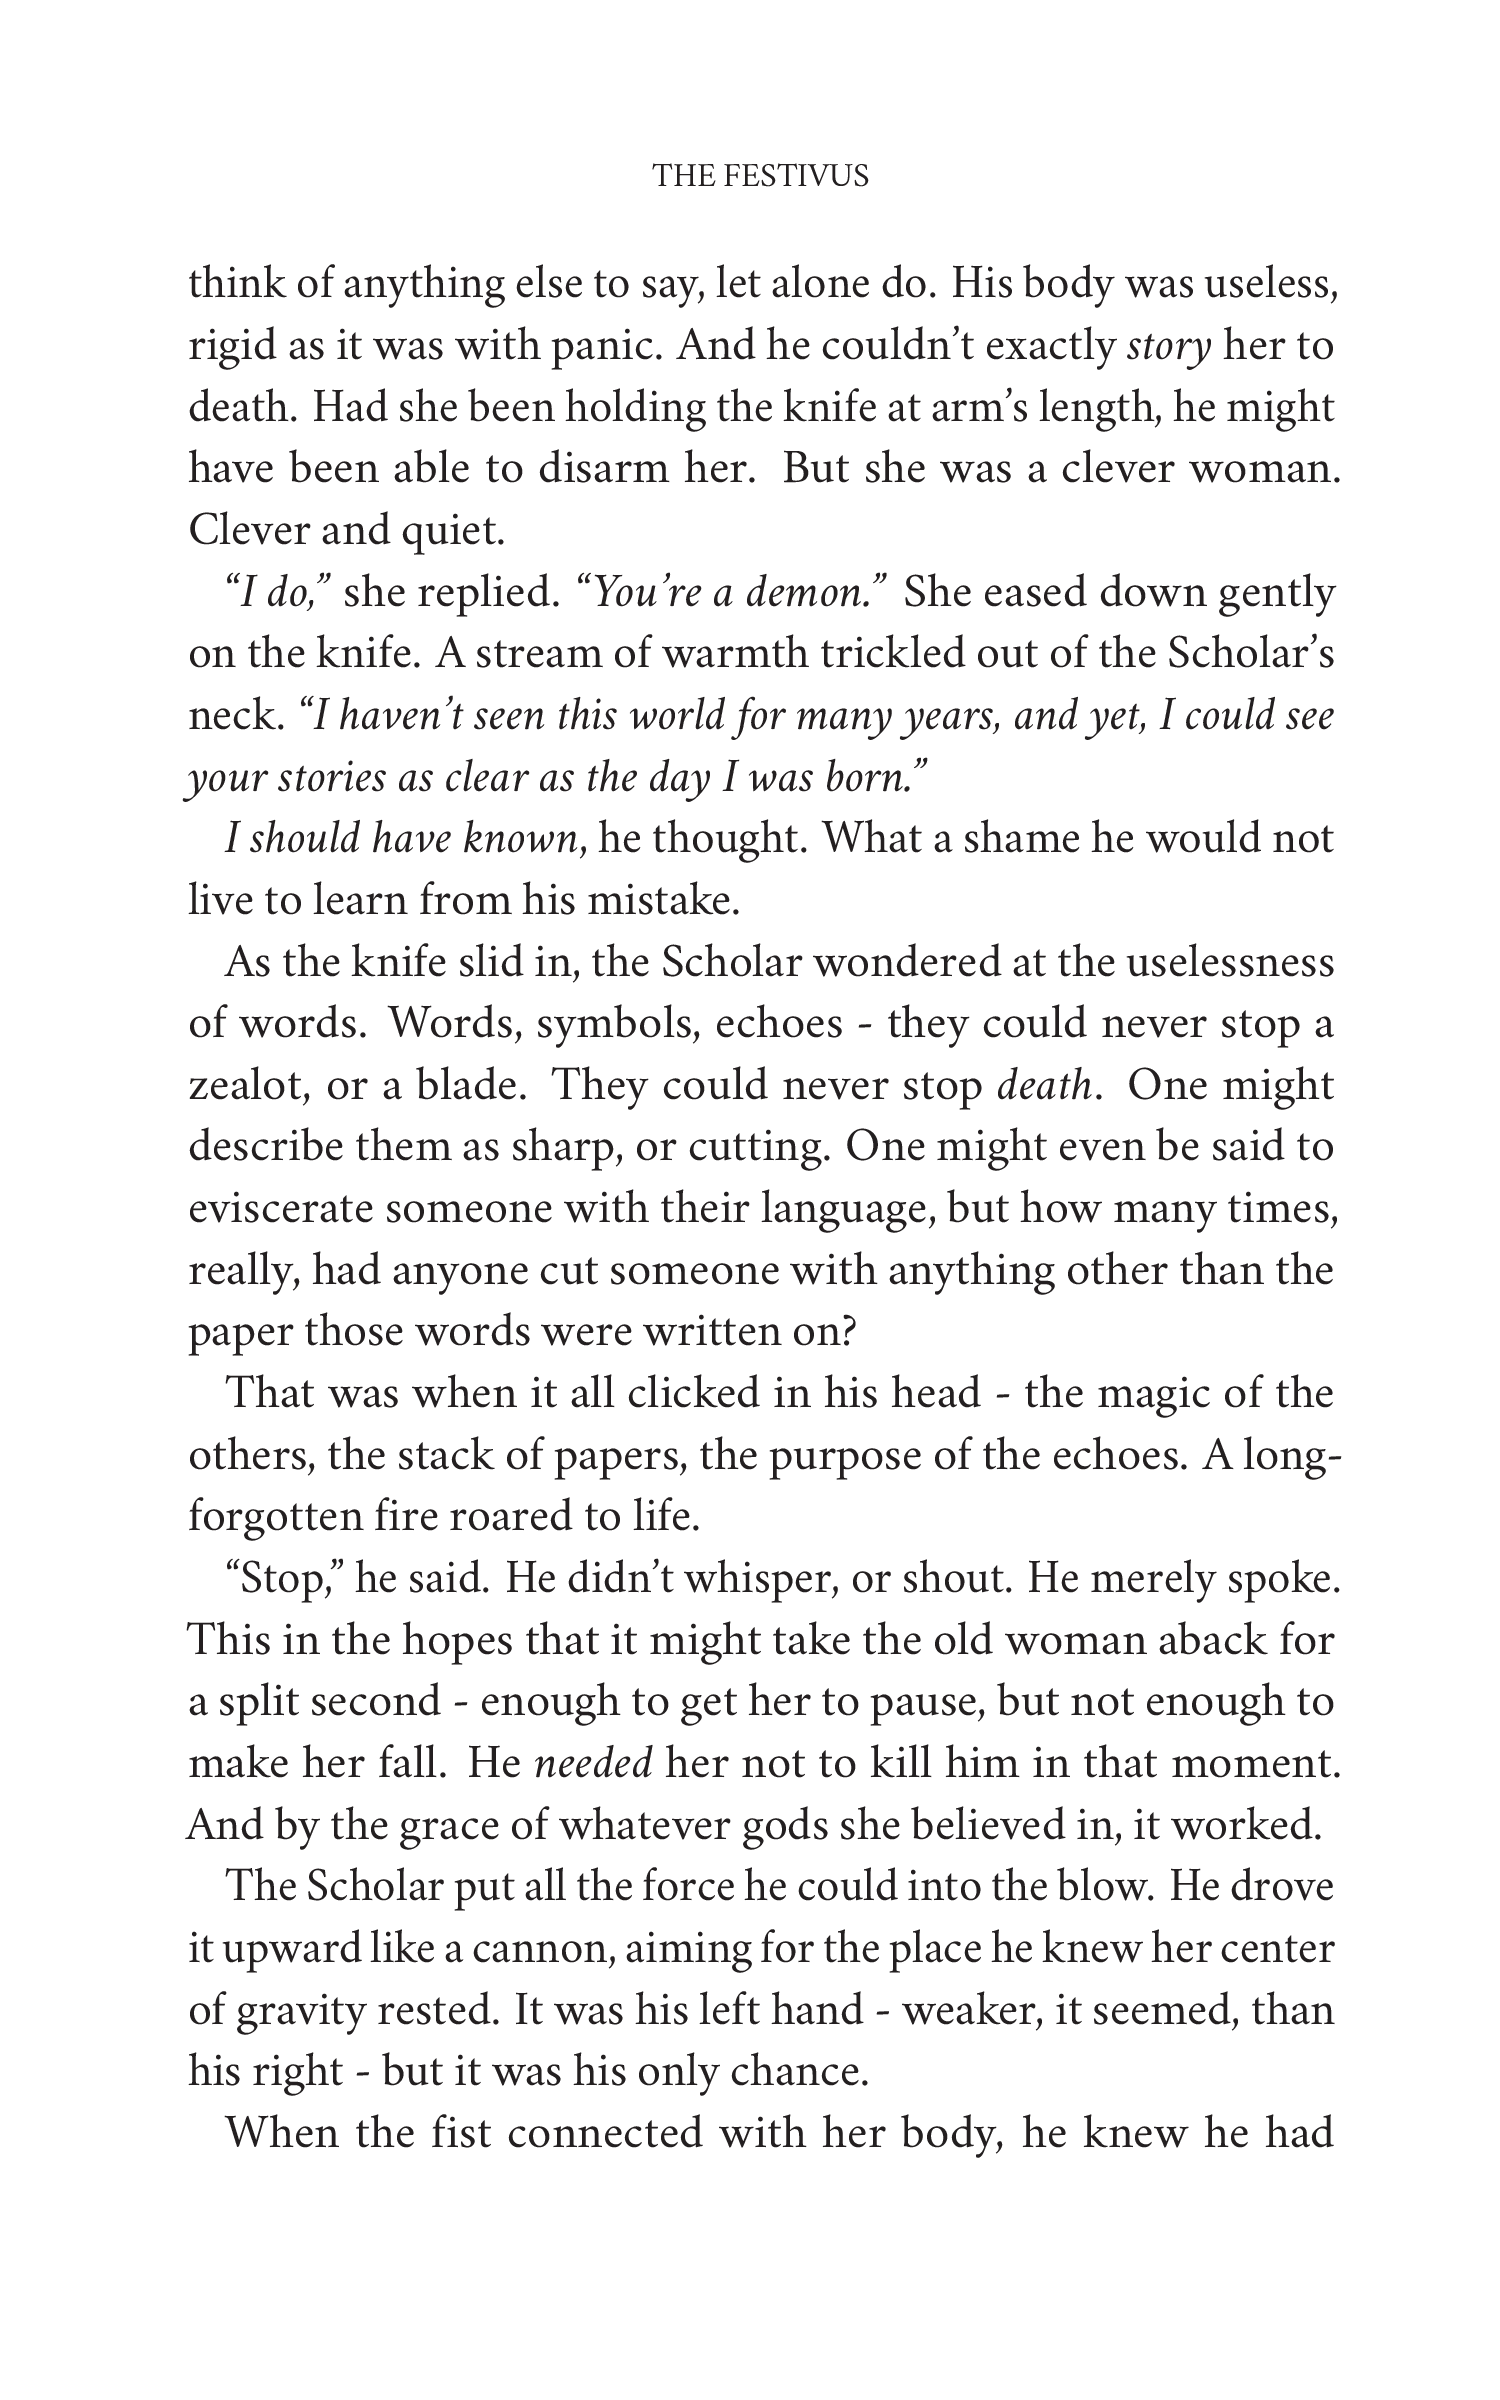 THE FESTIVUS
think of anything else to say, let alone do. His body was useless,
rigid as it was with panic. And he couldn’t exactly story her to
death. Had she been holding the knife at arm’s length, he might
have been able to disarm her. But she was a clever woman.
Clever and quiet.
“I do,” she replied. “You’re a demon.” She eased down gently
on the knife. A stream of warmth trickled out of the Scholar’s
neck. “I haven’t seen this world for many years, and yet, I could see
your stories as clear as the day I was born.”
I should have known, he thought. What a shame he would not
live to learn from his mistake.
As the knife slid in, the Scholar wondered at the uselessness
of words. Words, symbols, echoes - they could never stop a
zealot, or a blade. They could never stop death. One might
describe them as sharp, or cutting. One might even be said to
eviscerate someone with their language, but how many times,
really, had anyone cut someone with anything other than the
paper those words were written on?
That was when it all clicked in his head - the magic of the
others, the stack of papers, the purpose of the echoes. A long-
forgotten fire roared to life.
“Stop,” he said. He didn’t whisper, or shout. He merely spoke.
This in the hopes that it might take the old woman aback for
a split second - enough to get her to pause, but not enough to
make her fall. He needed her not to kill him in that moment.
And by the grace of whatever gods she believed in, it worked.
The Scholar put all the force he could into the blow. He drove
it upward like a cannon, aiming for the place he knew her center
of gravity rested. It was his left hand - weaker, it seemed, than
his right - but it was his only chance.
When the fist connected with her body, he knew he had